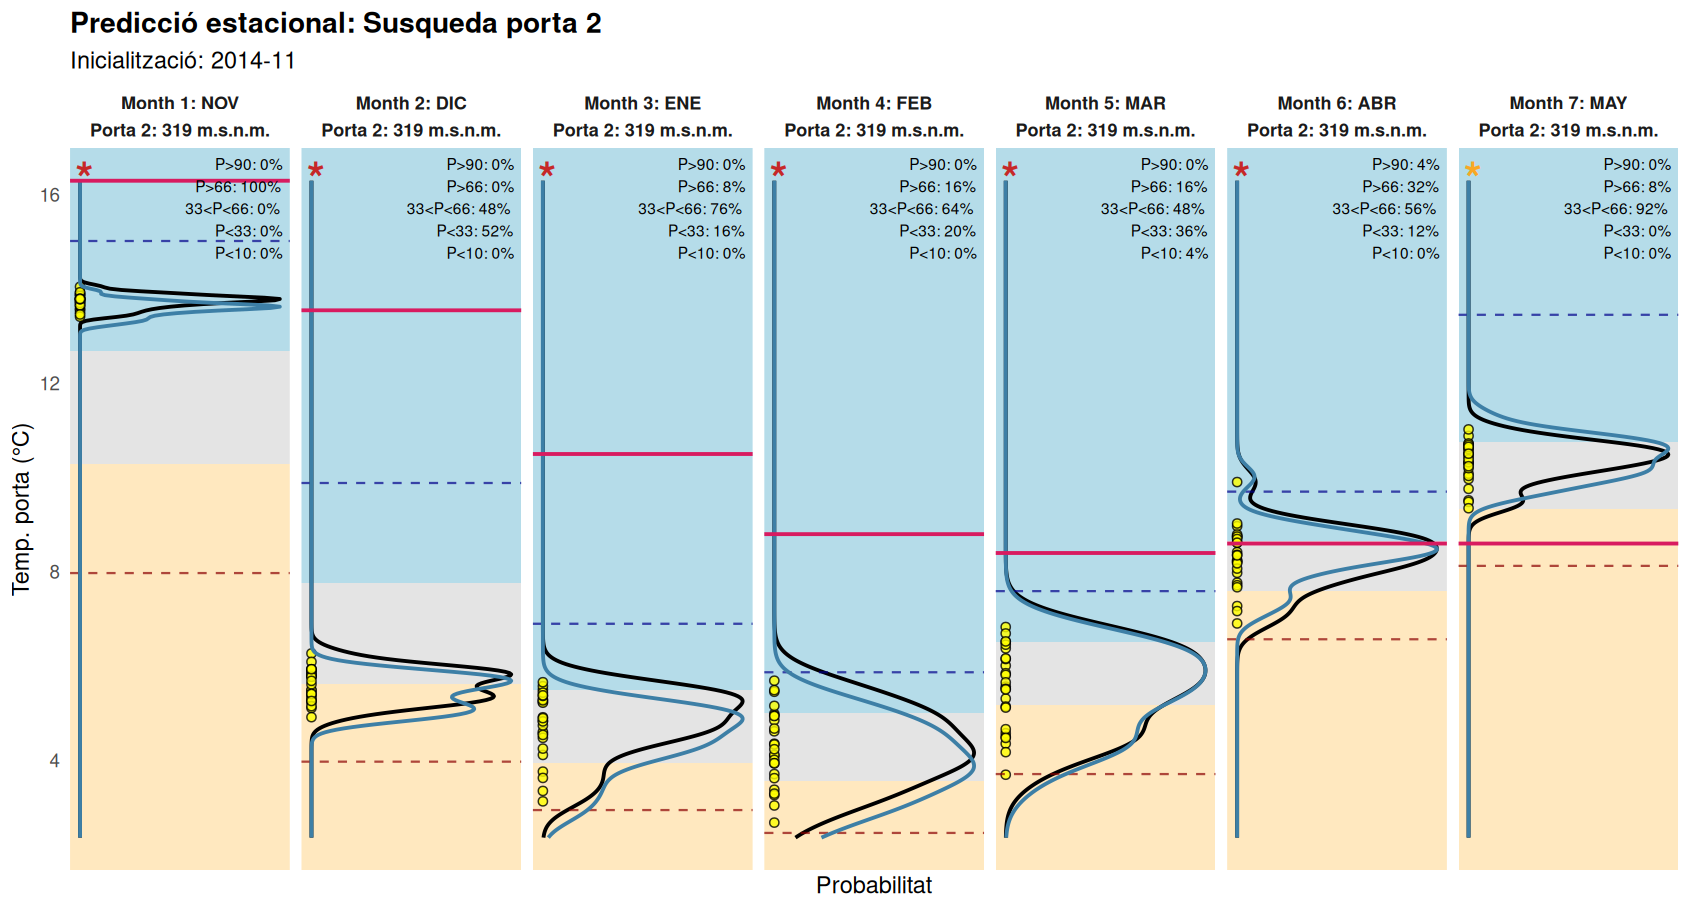 Predicció estacional: Susqueda porta 2
Inicialització: 2014-11
Month 1: NOV
Porta 2: 319 m.s.n.m.
Month 2: DIC
Porta 2: 319 m.s.n.m.
Month 3: ENE
Porta 2: 319 m.s.n.m.
Month 4: FEB
Porta 2: 319 m.s.n.m.
Month 5: MAR
Porta 2: 319 m.s.n.m.
Month 6: ABR
Porta 2: 319 m.s.n.m.
Month 7: MAY
Porta 2: 319 m.s.n.m.
Temp. porta (°C)
16
12
8
4
*
P>90: 0%
P>66: 100%
33<P<66: 0%
P<33: 0%
P<10: 0%
*
P>90: 0%
P>66: 0%
33<P<66: 48%
P<33: 52%
P<10: 0%
*
P>90: 0%
P>66: 8%
33<P<66: 76%
P<33: 16%
P<10: 0%
*
P>90: 0%
P>66: 16%
33<P<66: 64%
P<33: 20%
P<10: 0%
*
P>90: 0%
P>66: 16%
33<P<66: 48%
P<33: 36%
P<10: 4%
*
P>90: 4%
P>66: 32%
33<P<66: 56%
P<33: 12%
P<10: 0%
*
P>90: 0%
P>66: 8%
33<P<66: 92%
P<33: 0%
P<10: 0%
Probabilitat